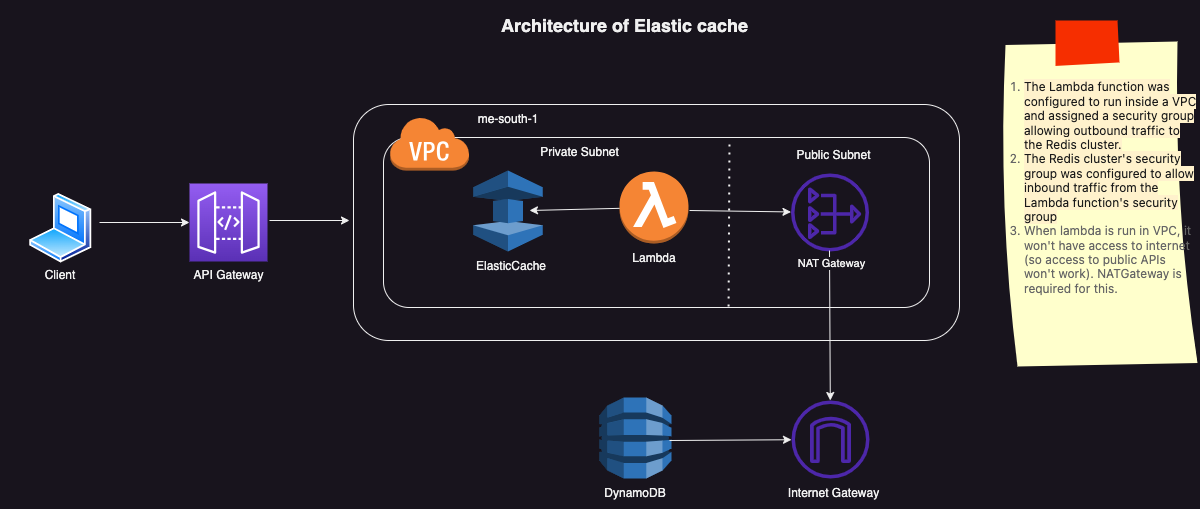 Architecture of Elastic cache
me-south-1
VPC
Private Subnet
Public Subnet
</>
Client
API Gateway
ElasticCache
Lambda
NAT Gateway
DynamoDB
Internet Gateway
1. The Lambda function was
configured to run inside a VPC
and assigned a security group
allowing outbound traffic to
the Redis cluster.
2. The Redis cluster's security
group was configured to allow
inbound traffic from the
Lambda function's security
group
3. When lambda is run in VPC, it
won't have access to internet
(so access to public APIs
won't work). NATGateway is
required for this.